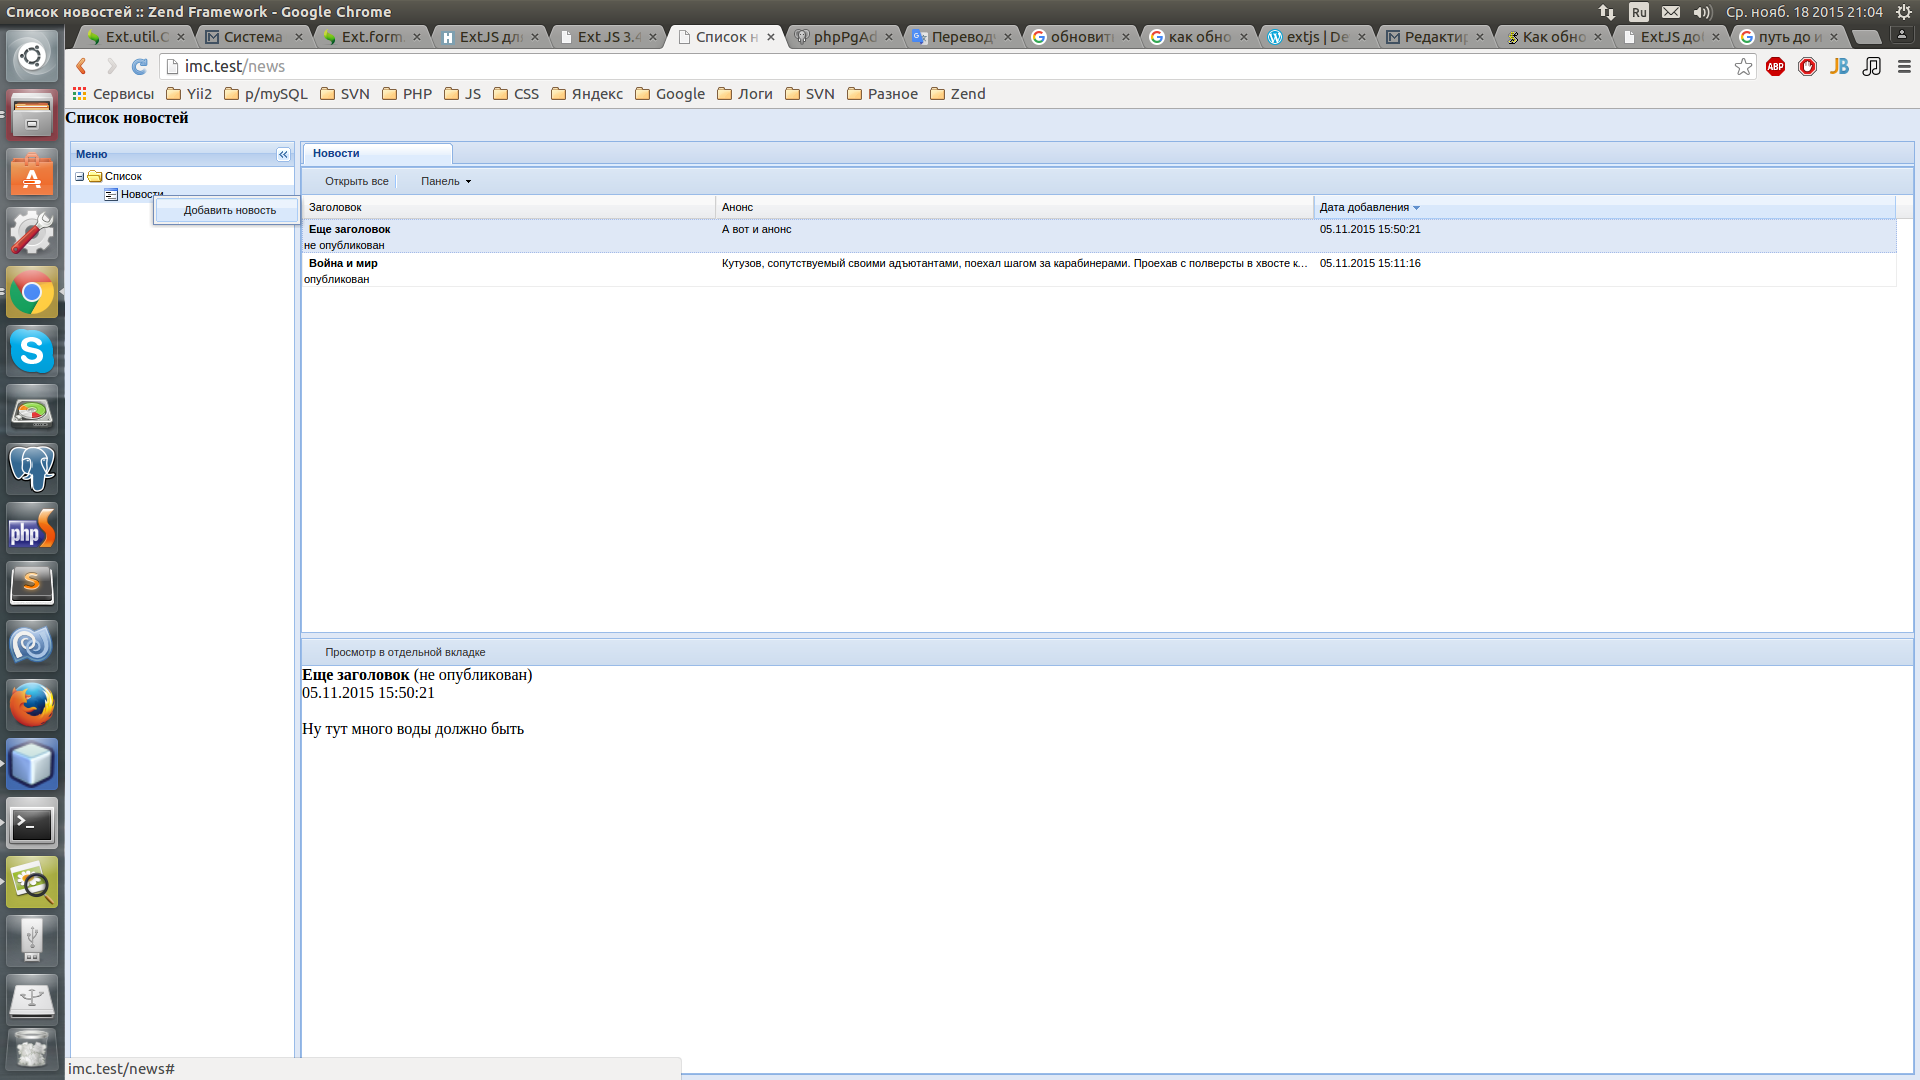 Список новостей :: Zend Framework - Google Chrome
Ru
Ср. нояб. 18 2015 21:04
Ext.util.C
Система
Ext.form.
ExtJS дл
Ext JS 3.4
Список н
phpPgAd
Перевод
обновит
как обно
extjs | De
Редактир
Как обно
ExtJS до
путь до и
imc.test/news
ABP
JB
Сервисы
Yii2
p/mySQL
SVN
PHP
JS
CSS
Яндекс
Google
Логи
SVN
Разное
Zend
Список новостей
Меню
Список
Новости
Добавить новость
Новости
Открыть все
Панель
Заголовок
Анонс
Дата добавления
Еще заголовок
А вот и анонс
05.11.2015 15:50:21
не опубликован
Война и мир
Кутузов, сопутствуемый своими адъютантами, поехал шагом за карабинерами. Проехав с полверсты в хвосте к...
05.11.2015 15:11:16
опубликован
Просмотр в отдельной вкладке
Еще заголовок (не опубликован)
05.11.2015 15:50:21
Ну тут много воды должно быть
php
imc.test/news#